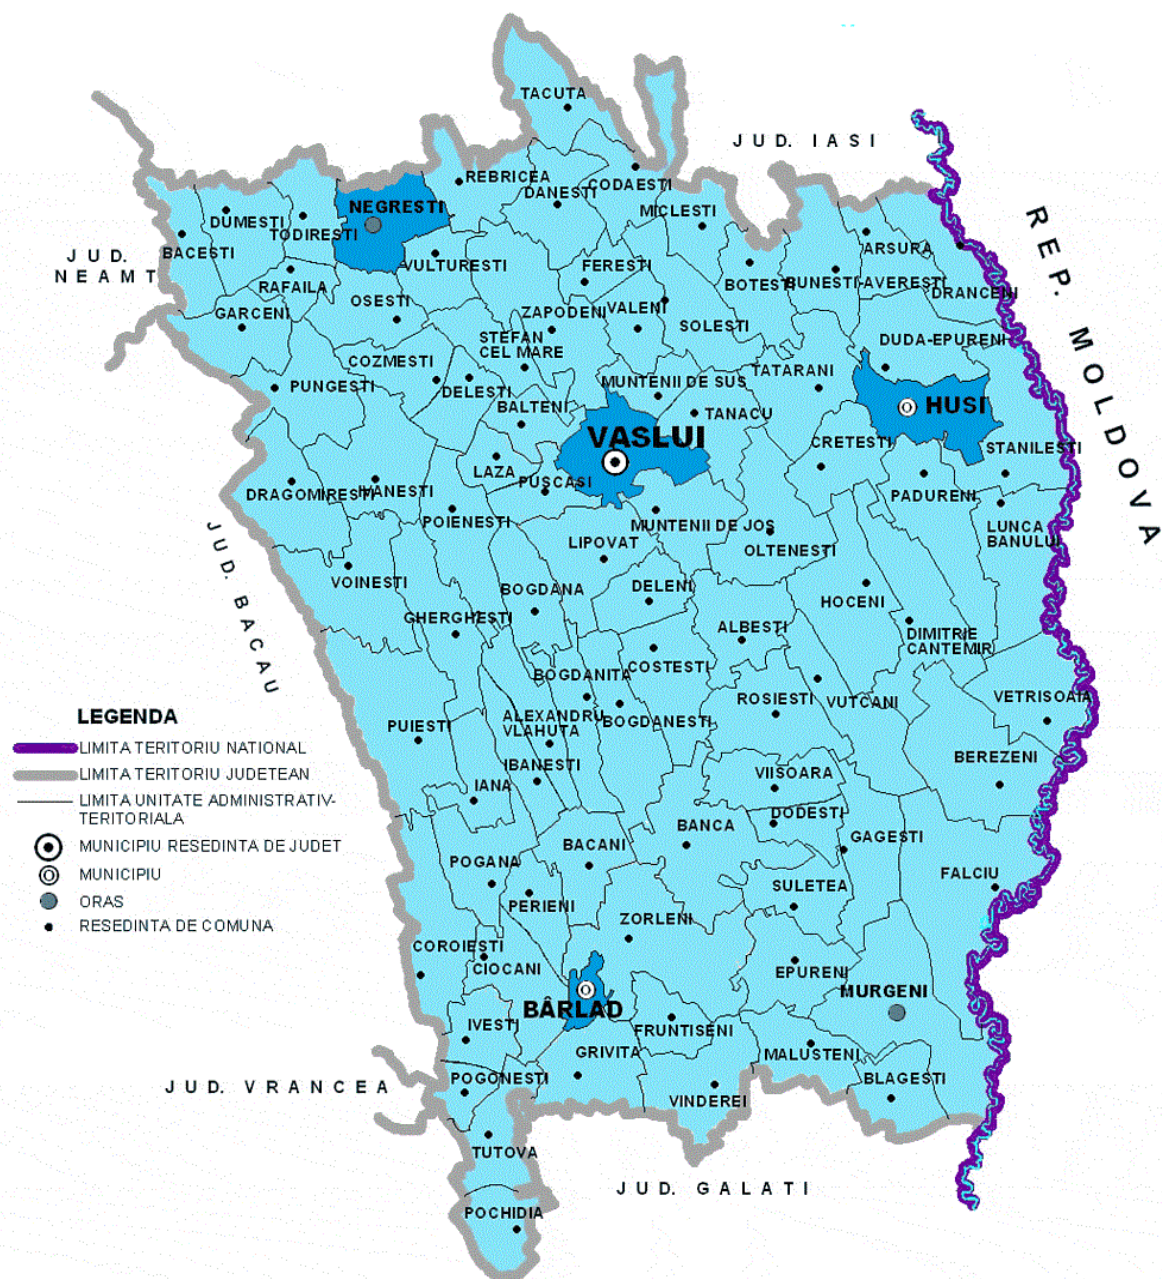 TACUTA
JUD. IASI
REBRICEA
DANESTI
CODAESTI
MICLESTI
NEGRESTI
DUMESTI
TODIRESTI
BACESTI
JUD.
NEAMT
REP. MOLDOVA
ARSURA
VULTURESTI
FERESTI
BOTESTI
BUNESTI-AVERESTI
DRANCENI
RAFAILA
OSESTI
GARCENI
ZAPODENI
VALENI
SOLESTI
STEFAN
CEL MARE
DUDA-EPURENI
COZMESTI
PUNGESTI
DELESTI
MUNTENII DE SUS
TATARANI
BALTENI
TANACU
HUSI
VASLUI
CRETESTI
STANILESTI
LAZA
PUSCASI
DRAGOMIRESTI
IVANESTI
PADURENI
POIENESTI
MUNTENII DE JOS
LUNCA
BANULUI
LIPOVAT
OLTENESTI
JUD. BACAU
VOINESTI
BOGDANA
DELENI
HOCENI
GHERGHESTI
ALBESTI
DIMITRIE
CANTEMIR
COSTESTI
BOGDANITA
ROSIESTI
VUTCANI
VETRISOAIA
PUIESTI
ALEXANDRU
VLAHUTA
BOGDANESTI
BEREZENI
IBANESTI
VIISOARA
IANA
DODESTI
BANCA
GAGESTI
BACANI
POGANA
FALCIU
SULETEA
PERIENI
ZORLENI
COROIESTI
CIOCANI
EPURENI
MURGENI
BÂRLAD
IVESTI
FRUNTISENI
GRIVITA
MALUSTENI
POGONESTI
BLAGESTI
VINDEREI
JUD. VRANCEA
TUTOVA
JUD. GALATI
POCHIDIA
LEGENDA
LIMITA TERITORIU NATIONAL
LIMITA TERITORIU JUDETEAN
LIMITA UNITATE ADMINISTRATIV-
TERITORIALA
MUNICIPIU RESEDINTA DE JUDET
MUNICIPIU
ORAS
RESEDINTA DE COMUNA